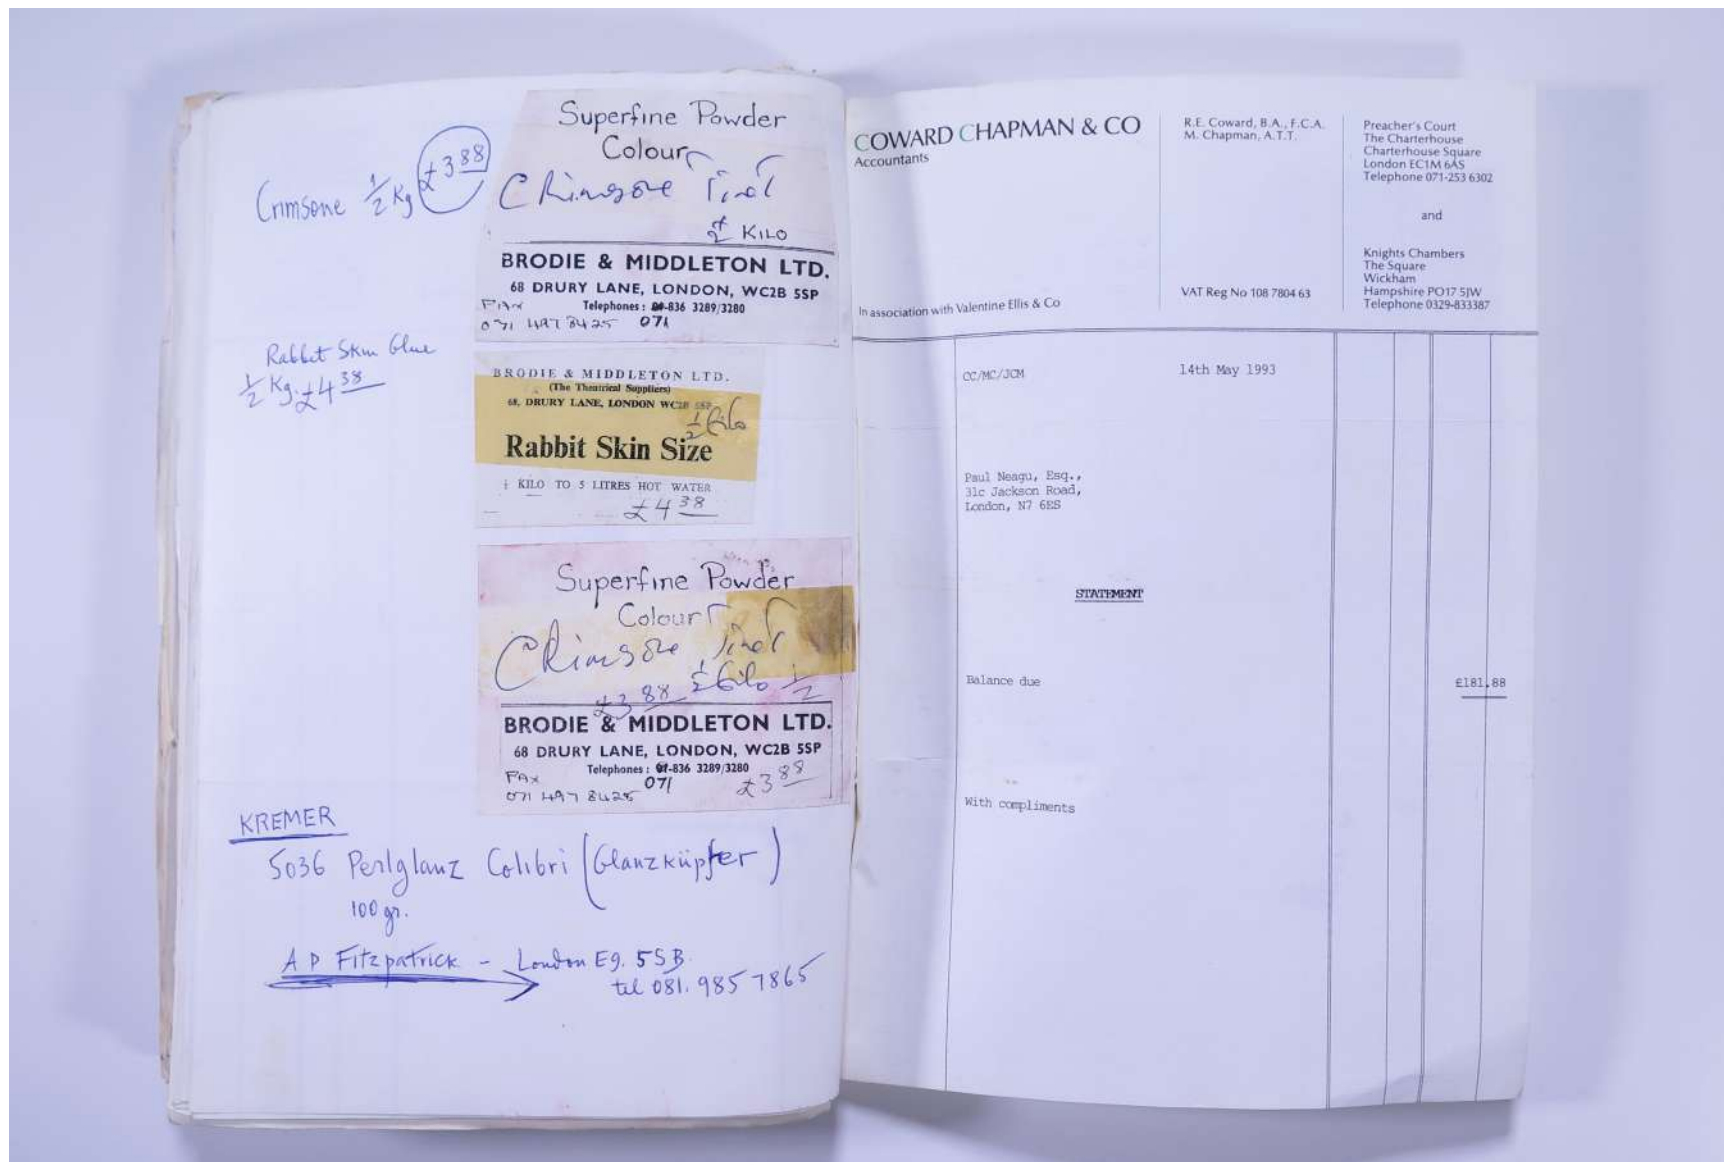 Crimsone ½ Kg £3 88
Superfine Powder
Colour
Crimsone Tint
½ KILO
BRODIE & MIDDLETON LTD.
68 DRURY LANE, LONDON, WC2B 5SP
Telephones: 01-836 3289/3280
FAX
071 497 8425 071
Rabbit Skin Glue
½ Kg. £4 38
BRODIE & MIDDLETON LTD.
(The Theatrical Suppliers)
68, DRURY LANE, LONDON WC2B 5SP
½ Kilo
Rabbit Skin Size
½ KILO TO 5 LITRES HOT WATER
£4 38
Superfine Powder
Colour
Crimsone Tint
£3 88 ½ Kilo ½
BRODIE & MIDDLETON LTD.
68 DRURY LANE, LONDON, WC2B 5SP
Telephones: 01-836 3289/3280
FAX
071 497 8425 071 £3 88
KREMER
5036 Perlglanz Colibri (Glanzküpfer)
100 gr.
A P Fitzpatrick - London E9. 5SB.
tel 081. 985 7865
COWARD CHAPMAN & CO
Accountants
In association with Valentine Ellis & Co
R.E. Coward, B.A., F.C.A.
M. Chapman, A.T.T.
VAT Reg No 108 7804 63
Preacher's Court
The Charterhouse
Charterhouse Square
London EC1M 6AS
Telephone 071-253 6302
and
Knights Chambers
The Square
Wickham
Hampshire PO17 5JW
Telephone 0329-833387
CC/MC/JCM
14th May 1993
Paul Neagu, Esq.,
31c Jackson Road,
London, N7 6ES
STATEMENT
Balance due £181.88
With compliments